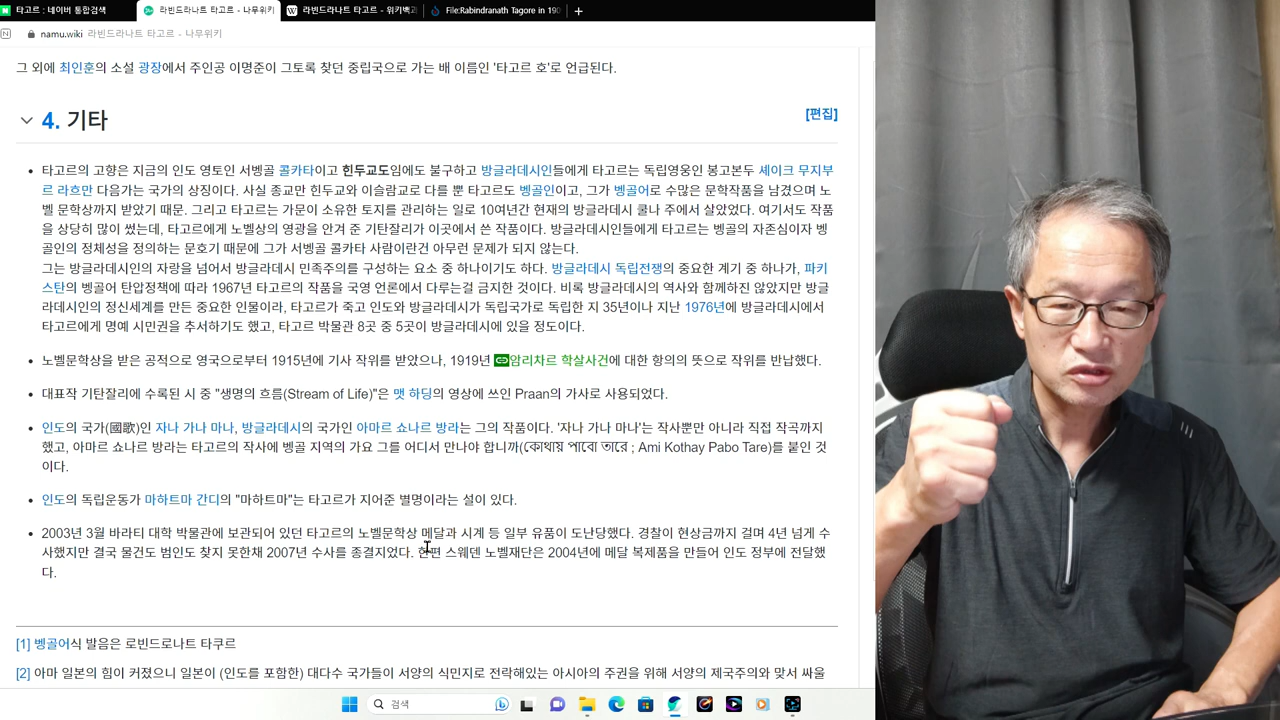 타고르 : 네이버 통합검색
라빈드라나트 타고르 - 나무위키
라빈드라나트 타고르 - 위키백과
File:Rabindranath Tagore in 190
namu.wiki 라빈드라나트 타고르 - 나무위키
그 외에 최인훈의 소설 광장에서 주인공 이명준이 그토록 찾던 중립국으로 가는 배 이름인 '타고르 호'로 언급된다.
4. 기타
[편집]
타고르의 고향은 지금의 인도 영토인 서벵골 콜카타이고 힌두교도임에도 불구하고 방글라데시인들에게 타고르는 독립영웅인 봉고본두 셰이크 무지부
르 라흐만 다음가는 국가의 상징이다. 사실 종교만 힌두교와 이슬람교로 다를 뿐 타고르도 벵골인이고, 그가 벵골어로 수많은 문학작품을 남겼으며 노
벨 문학상까지 받았기 때문. 그리고 타고르는 가문이 소유한 토지를 관리하는 일로 10여년간 현재의 방글라데시 쿨나 주에서 살았었다. 여기서도 작품
을 상당히 많이 썼는데, 타고르에게 노벨상의 영광을 안겨 준 기탄잘리가 이곳에서 쓴 작품이다. 방글라데시인들에게 타고르는 벵골의 자존심이자 벵
골인의 정체성을 정의하는 문호기 때문에 그가 서벵골 콜카타 사람이란건 아무런 문제가 되지 않는다.
그는 방글라데시인의 자랑을 넘어서 방글라데시 민족주의를 구성하는 요소 중 하나이기도 하다. 방글라데시 독립전쟁의 중요한 계기 중 하나가, 파키
스탄의 벵골어 탄압정책에 따라 1967년 타고르의 작품을 국영 언론에서 다루는걸 금지한 것이다. 비록 방글라데시의 역사와 함께하진 않았지만 방글
라데시인의 정신세계를 만든 중요한 인물이라, 타고르가 죽고 인도와 방글라데시가 독립국가로 독립한 지 35년이나 지난 1976년에 방글라데시에서
타고르에게 명예 시민권을 추서하기도 했고, 타고르 박물관 8곳 중 5곳이 방글라데시에 있을 정도이다.
노벨문학상을 받은 공적으로 영국으로부터 1915년에 기사 작위를 받았으나, 1919년 암리차르 학살사건에 대한 항의의 뜻으로 작위를 반납했다.
대표작 기탄잘리에 수록된 시 중 "생명의 흐름(Stream of Life)"은 맷 하딩의 영상에 쓰인 Praan의 가사로 사용되었다.
인도의 국가(國歌)인 자나 가나 마나, 방글라데시의 국가인 아마르 쇼나르 방라는 그의 작품이다. '자나 가나 마나'는 작사뿐만 아니라 직접 작곡까지
했고, 아마르 쇼나르 방라는 타고르의 작사에 벵골 지역의 가요 그를 어디서 만나야 합니까(কোথায় পাবো তারে ; Ami Kothay Pabo Tare)를 붙인 것
이다.
인도의 독립운동가 마하트마 간디의 "마하트마"는 타고르가 지어준 별명이라는 설이 있다.
2003년 3월 바라티 대학 박물관에 보관되어 있던 타고르의 노벨문학상 메달과 시계 등 일부 유품이 도난당했다. 경찰이 현상금까지 걸며 4년 넘게 수
사했지만 결국 물건도 범인도 찾지 못한채 2007년 수사를 종결지었다. 한편 스웨덴 노벨재단은 2004년에 메달 복제품을 만들어 인도 정부에 전달했
다.
[1] 벵골어식 발음은 로빈드로나트 타쿠르
[2] 아마 일본의 힘이 커졌으니 일본이 (인도를 포함한) 대다수 국가들이 서양의 식민지로 전락해있는 아시아의 주권을 위해 서양의 제국주의와 맞서 싸울
검색